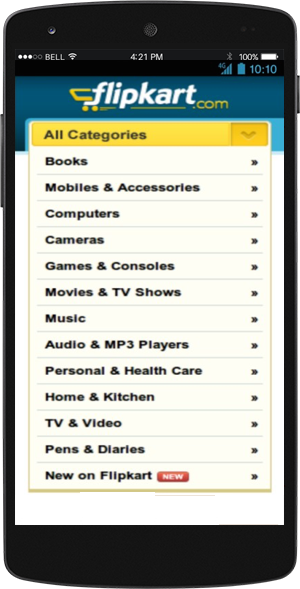 BELL 4:21 PM 100%
4G 10:10
flipkart.com
All Categories
Books »
Mobiles & Accessories »
Computers »
Cameras »
Games & Consoles »
Movies & TV Shows »
Music »
Audio & MP3 Players »
Personal & Health Care »
Home & Kitchen »
TV & Video »
Pens & Diaries »
New on Flipkart NEW »